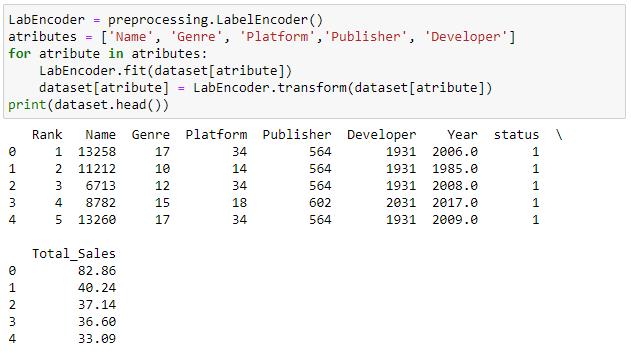 LabEncoder = preprocessing.LabelEncoder()
atributes = ['Name', 'Genre', 'Platform','Publisher', 'Developer']
for atribute in atributes:
    LabEncoder.fit(dataset[atribute])
    dataset[atribute] = LabEncoder.transform(dataset[atribute])
print(dataset.head())
   Rank   Name  Genre  Platform  Publisher  Developer    Year  status  \
0     1  13258     17        34        564       1931  2006.0       1
1     2  11212     10        14        564       1931  1985.0       1
2     3   6713     12        34        564       1931  2008.0       1
3     4   8782     15        18        602       2031  2017.0       1
4     5  13260     17        34        564       1931  2009.0       1
   Total_Sales
0        82.86
1        40.24
2        37.14
3        36.60
4        33.09